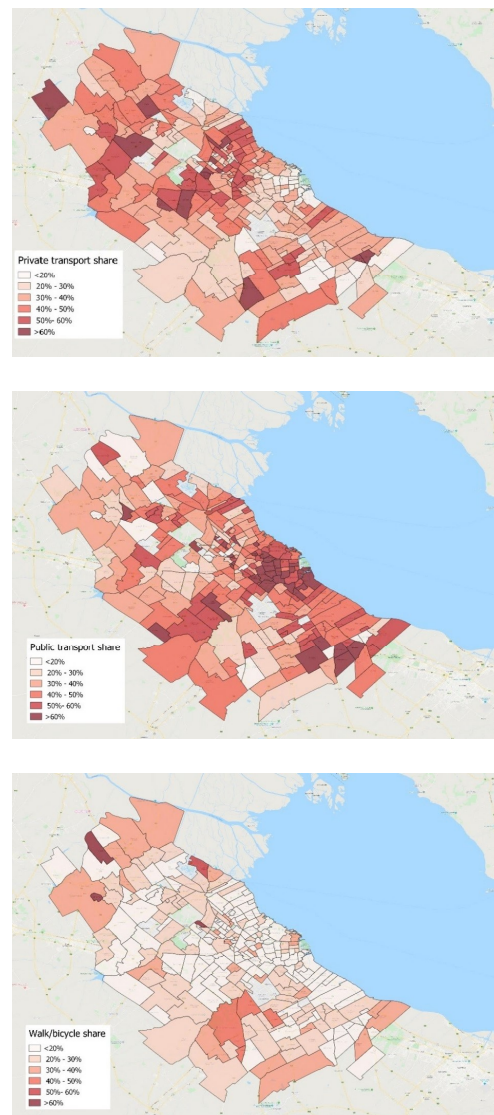 Private transport share
<20%
20% - 30%
30% - 40%
40% - 50%
50%- 60%
>60%
Public transport share
<20%
20% - 30%
30% - 40%
40% - 50%
50%- 60%
>60%
Walk/bicycle share
<20%
20% - 30%
30% - 40%
40% - 50%
50%- 60%
>60%